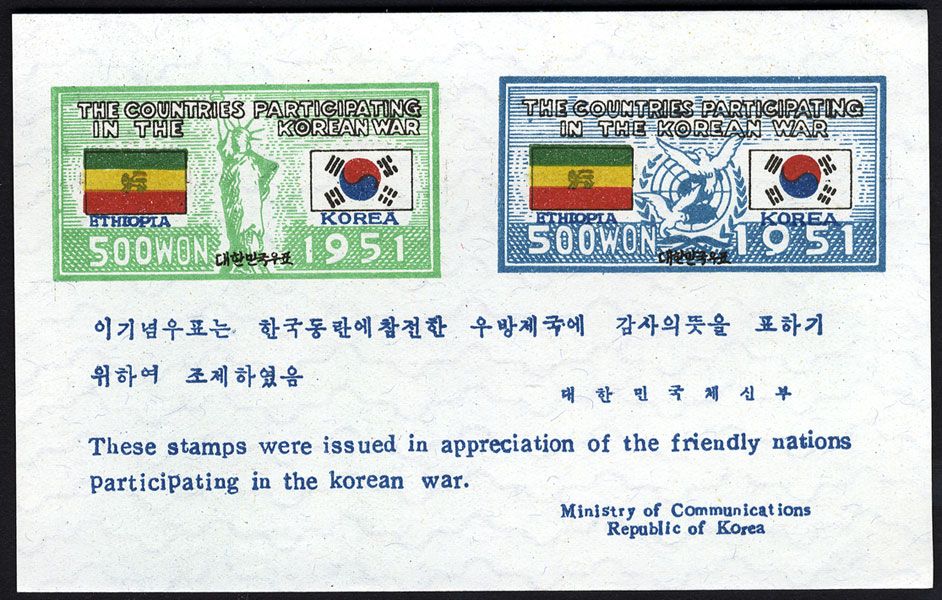 THE COUNTRIES PARTICIPATING
IN THE KOREAN WAR
ETHIOPIA KOREA
500WON 1951
대한민국우표
THE COUNTRIES PARTICIPATING
IN THE KOREAN WAR
ETHIOPIA KOREA
500WON 1951
대한민국우표
이기념우표는 한국동란에참전한 우방제국에 감사의뜻을 표하기
위하여 조제하였음
대한민국체신부
These stamps were issued in appreciation of the friendly nations
participating in the korean war.
Ministry of Communications
Republic of Korea